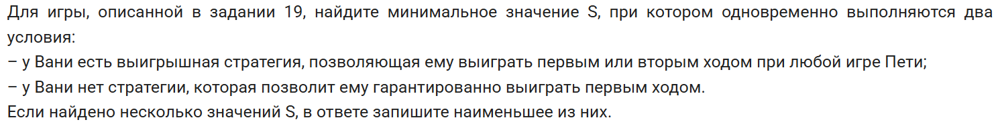 Для игры, описанной в задании 19, найдите минимальное значение S, при котором одновременно выполняются два
условия:
– у Вани есть выигрышная стратегия, позволяющая ему выиграть первым или вторым ходом при любой игре Пети;
– у Вани нет стратегии, которая позволит ему гарантированно выиграть первым ходом.
Если найдено несколько значений S, в ответе запишите наименьшее из них.